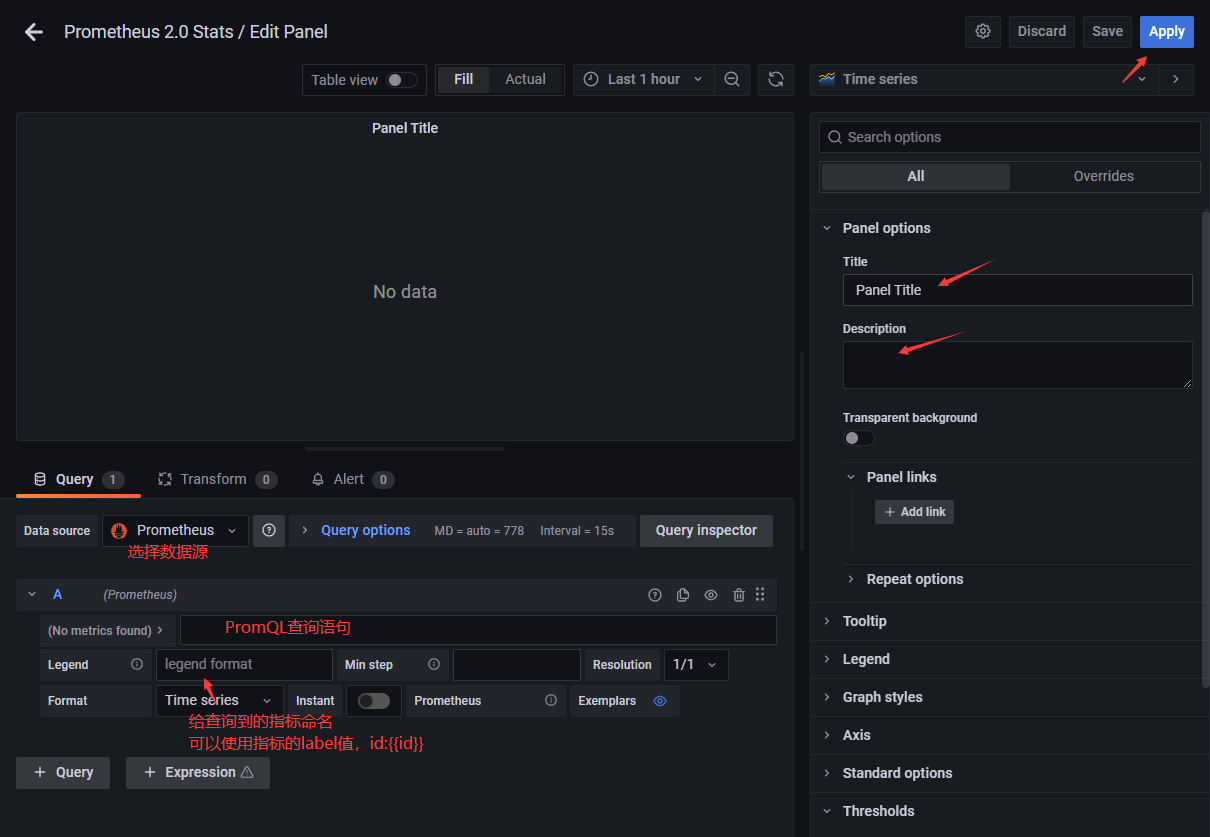 Prometheus 2.0 Stats / Edit Panel
Discard
Save
Apply
Table view
Fill
Actual
Last 1 hour
Time series
Panel Title
No data
Search options
All
Overrides
Panel options
Title
Panel Title
Description
Transparent background
Panel links
+ Add link
Repeat options
Tooltip
Legend
Graph styles
Axis
Standard options
Thresholds
Query 1
Transform 0
Alert 0
Data source
Prometheus
Query options
MD = auto = 778
Interval = 15s
Query inspector
选择数据源
A
(Prometheus)
(No metrics found) >
PromQL查询语句
Legend
legend format
Min step
Resolution
1/1
Format
Time series
Instant
Prometheus
Exemplars
给查询到的指标命名
可以使用指标的label值，id:{{id}}
+ Query
+ Expression